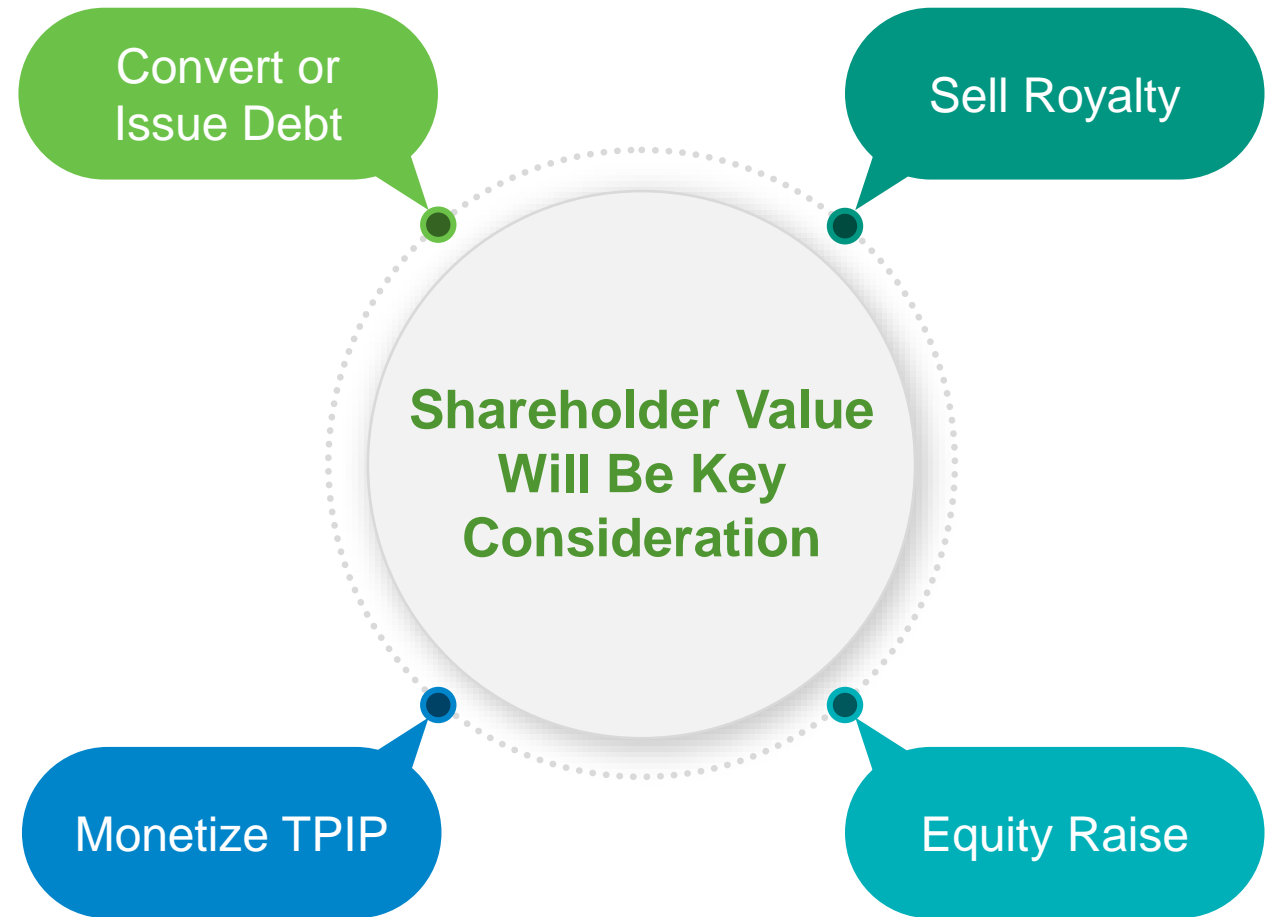 Convert or
Issue Debt
Sell Royalty
Shareholder Value
Will Be Key
Consideration
Monetize TPIP
Equity Raise